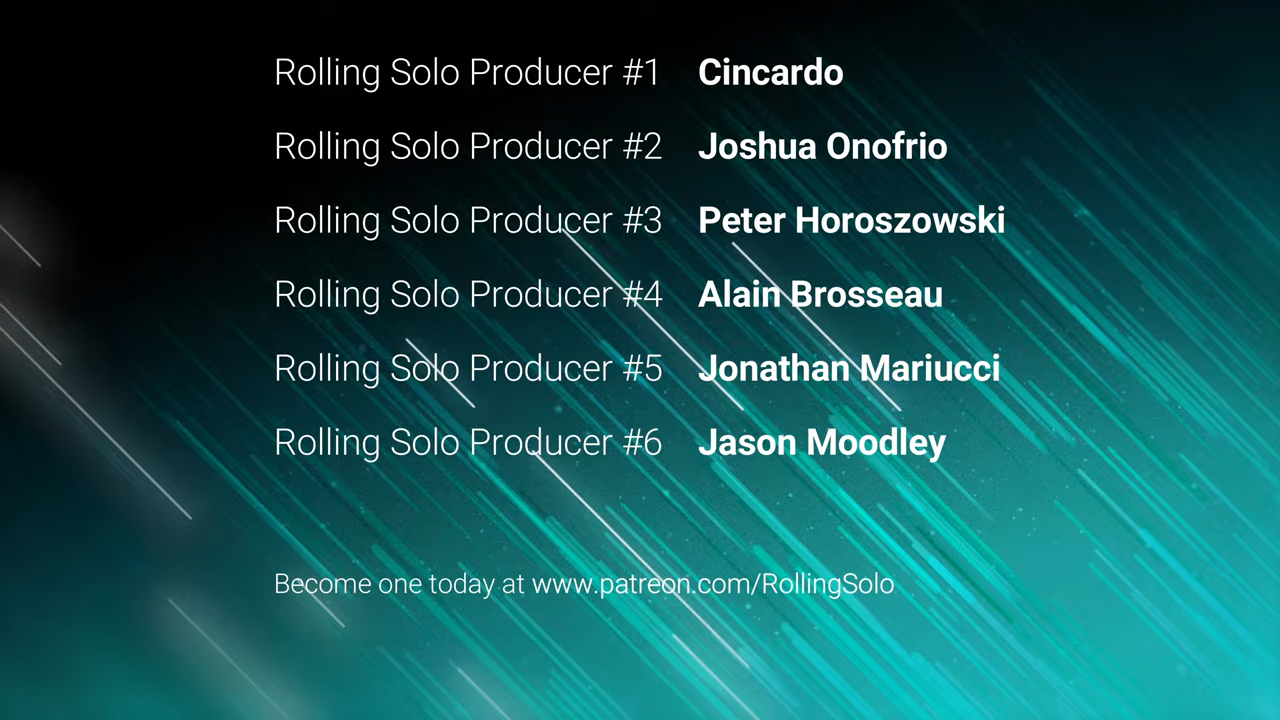 Rolling Solo Producer #1 Cincardo
Rolling Solo Producer #2 Joshua Onofrio
Rolling Solo Producer #3 Peter Horoszowski
Rolling Solo Producer #4 Alain Brosseau
Rolling Solo Producer #5 Jonathan Mariucci
Rolling Solo Producer #6 Jason Moodley
Become one today at www.patreon.com/RollingSolo